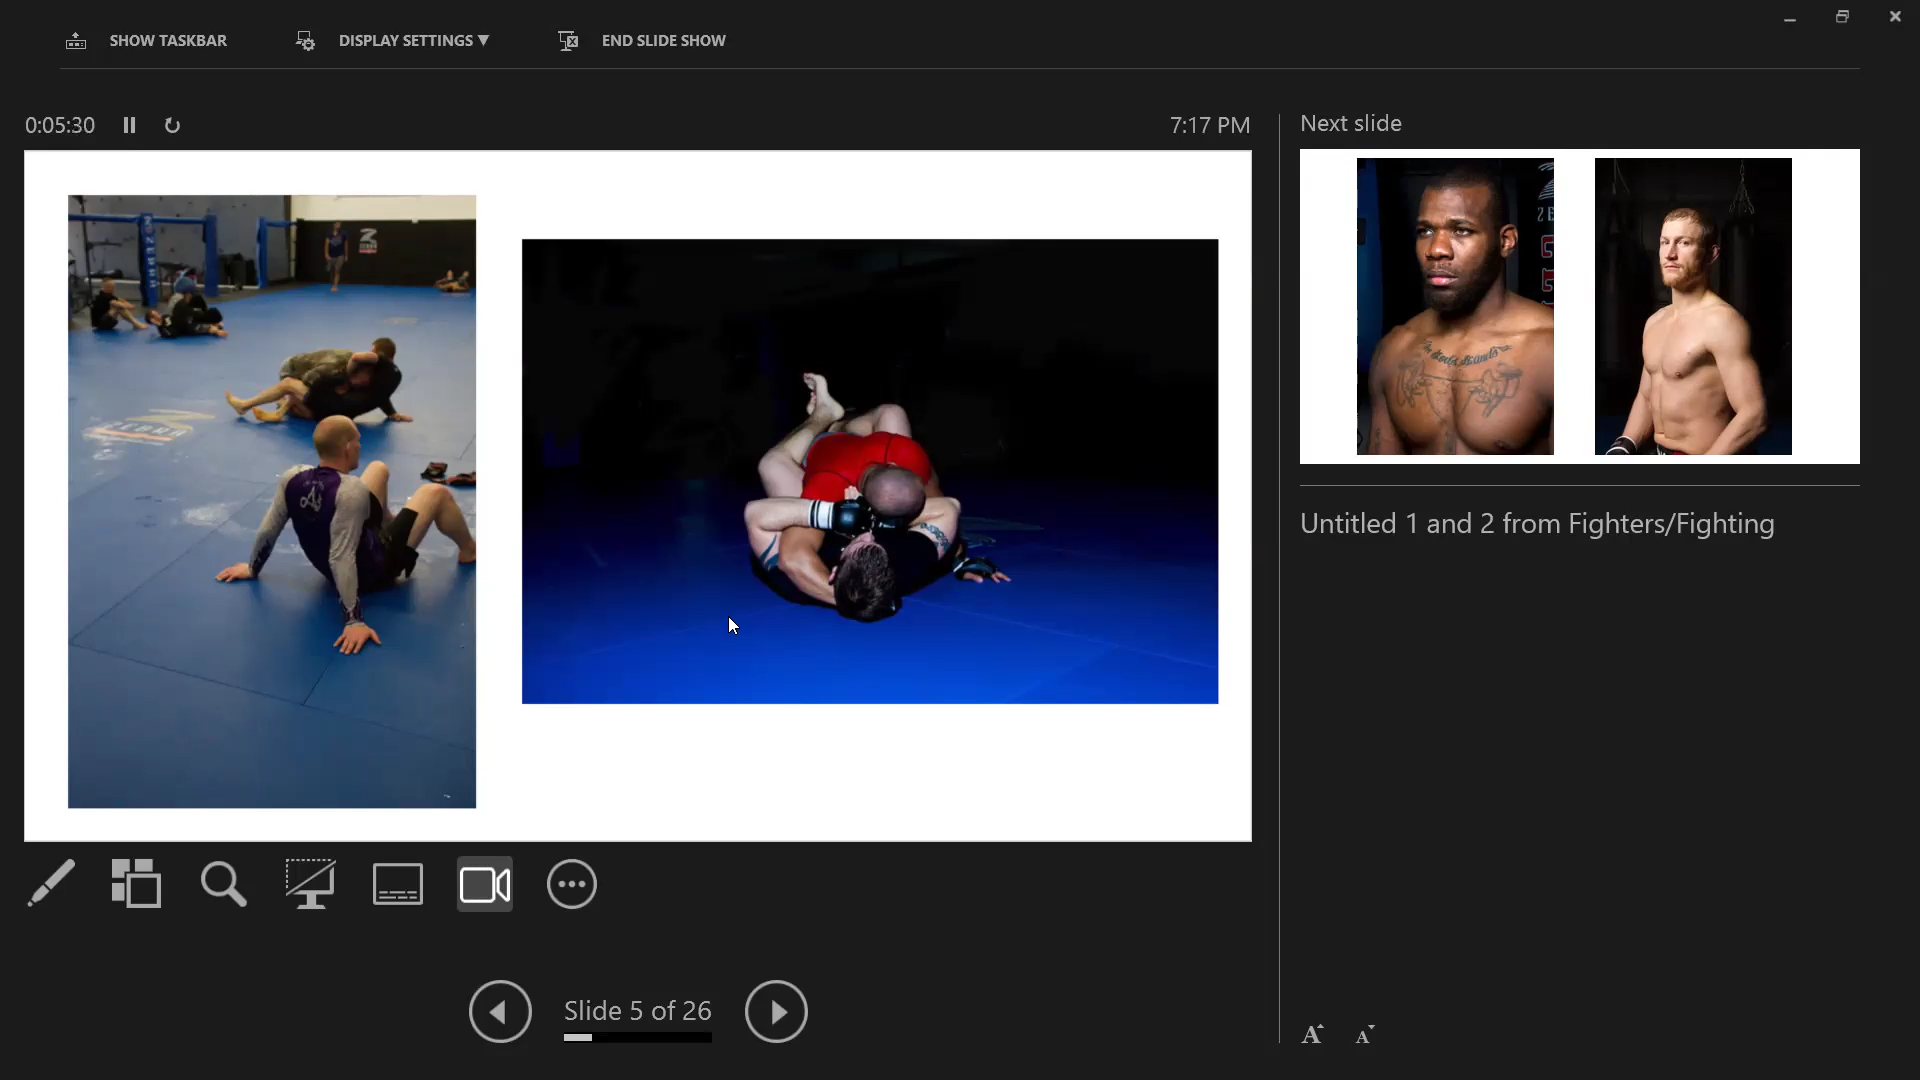 SHOW TASKBAR
DISPLAY SETTINGS ▼
END SLIDE SHOW
0:05:30
7:17 PM
Next slide
ZEBRA
Untitled 1 and 2 from Fighters/Fighting
Slide 5 of 26
A A